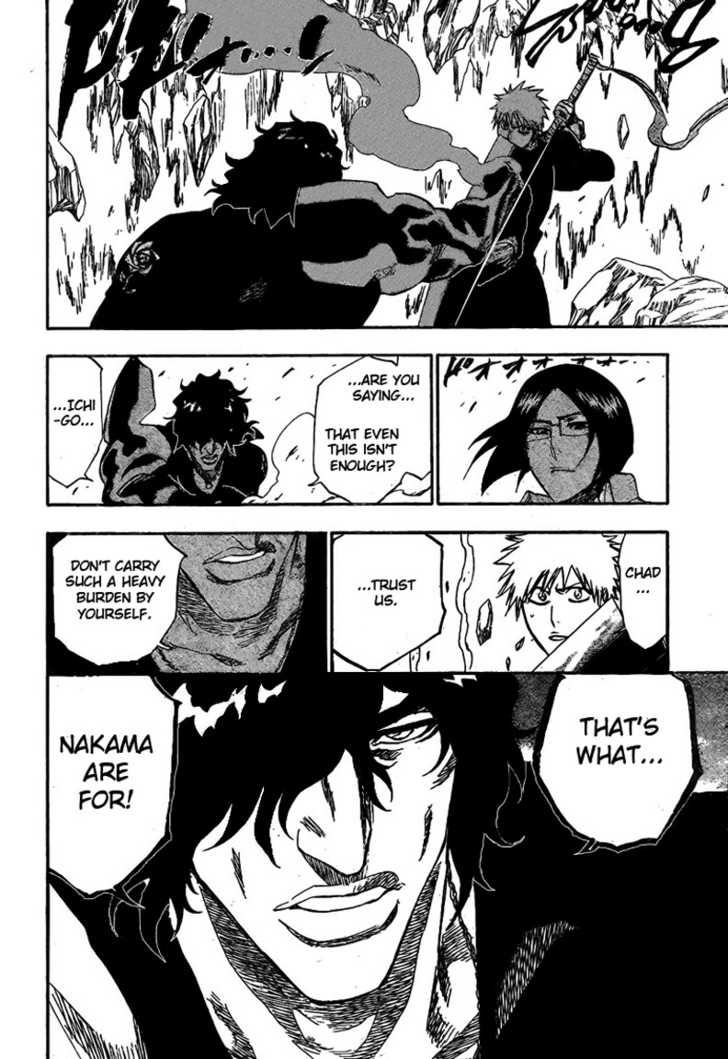 ...ARE YOU
SAYING...
THAT EVEN
THIS ISN'T
ENOUGH?
...ICHI
-GO...
CHAD
...
...TRUST
US.
DON'T CARRY
SUCH A HEAVY
BURDEN BY
YOURSELF.
THAT'S
WHAT...
NAKAMA
ARE
FOR!